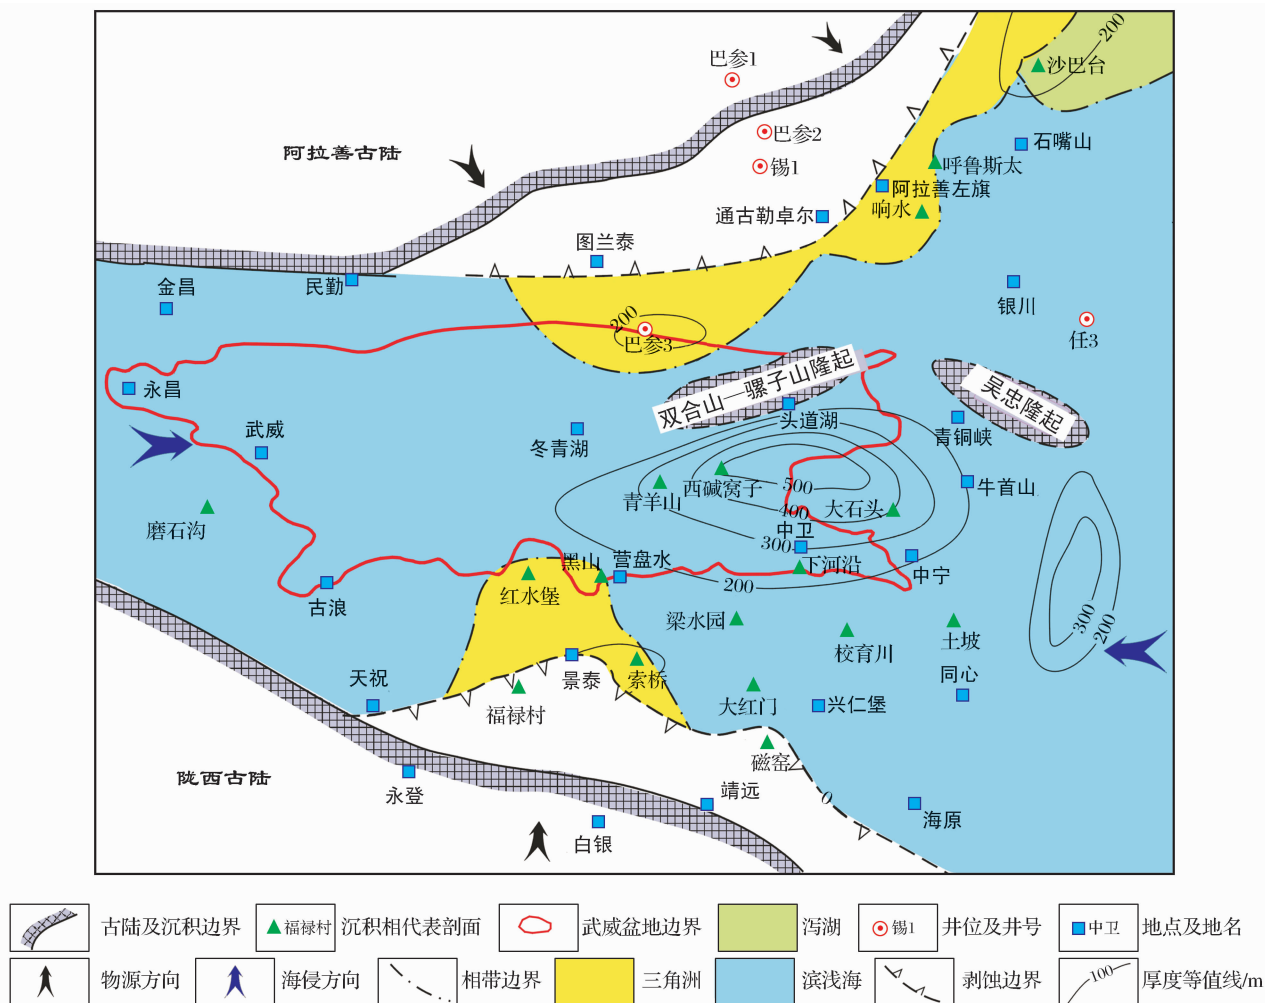 巴参1
200
沙巴台
巴参2
石嘴山
阿拉善古陆
锡1
呼鲁斯太
阿拉善左旗
响水
通古勒卓尔
图兰泰
金昌
民勤
银川
200
巴参3
任3
双合山—骡子山隆起
吴忠隆起
永昌
头道湖
武威
冬青湖
青铜峡
西碱窝子
500
牛首山
青羊山
400
大石头
磨石沟
中卫
300
黑山
营盘水
下河沿
中宁
200
红水堡
古浪
梁水园
校育川
土坡
300
200
天祝
景泰
索桥
同心
福禄村
大红门
兴仁堡
磁窑
陇西古陆
永登
靖远
0
海原
白银
古陆及沉积边界
福禄村
沉积相代表剖面
武威盆地边界
泻湖
锡1
井位及井号
中卫
地点及地名
物源方向
海侵方向
相带边界
三角洲
滨浅海
剥蚀边界
100
厚度等值线/m